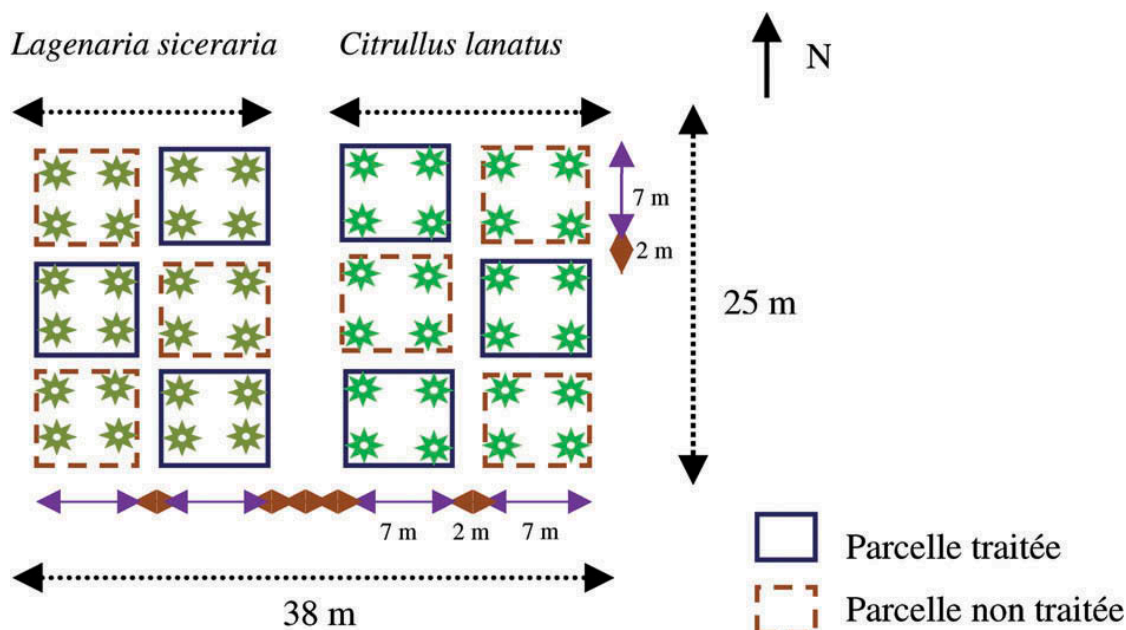 Lagenaria siceraria
Citrullus lanatus
N
7 m
2 m
25 m
7 m 2 m 7 m
38 m
Parcelle traitée
Parcelle non traitée